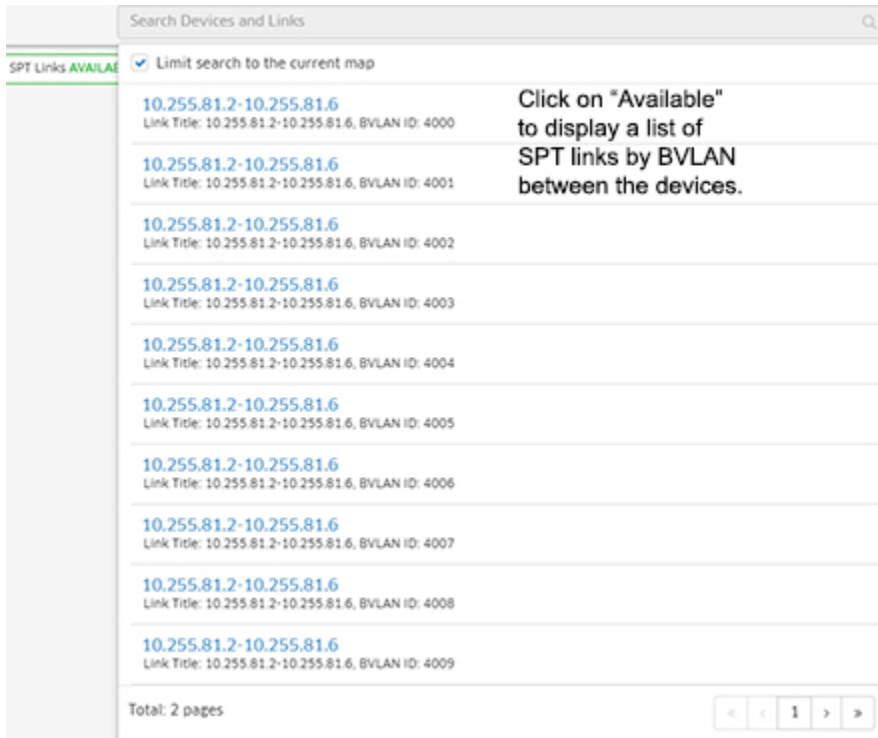 Search Devices and Links
SPT Links AVAILAB
Limit search to the current map
Click on “Available”
to display a list of
SPT links by BVLAN
between the devices.
10.255.81.2-10.255.81.6
Link Title: 10.255.81.2-10.255.81.6, BVLAN ID: 4000
10.255.81.2-10.255.81.6
Link Title: 10.255.81.2-10.255.81.6, BVLAN ID: 4001
10.255.81.2-10.255.81.6
Link Title: 10.255.81.2-10.255.81.6, BVLAN ID: 4002
10.255.81.2-10.255.81.6
Link Title: 10.255.81.2-10.255.81.6, BVLAN ID: 4003
10.255.81.2-10.255.81.6
Link Title: 10.255.81.2-10.255.81.6, BVLAN ID: 4004
10.255.81.2-10.255.81.6
Link Title: 10.255.81.2-10.255.81.6, BVLAN ID: 4005
10.255.81.2-10.255.81.6
Link Title: 10.255.81.2-10.255.81.6, BVLAN ID: 4006
10.255.81.2-10.255.81.6
Link Title: 10.255.81.2-10.255.81.6, BVLAN ID: 4007
10.255.81.2-10.255.81.6
Link Title: 10.255.81.2-10.255.81.6, BVLAN ID: 4008
10.255.81.2-10.255.81.6
Link Title: 10.255.81.2-10.255.81.6, BVLAN ID: 4009
Total: 2 pages
« ‹ 1 › »